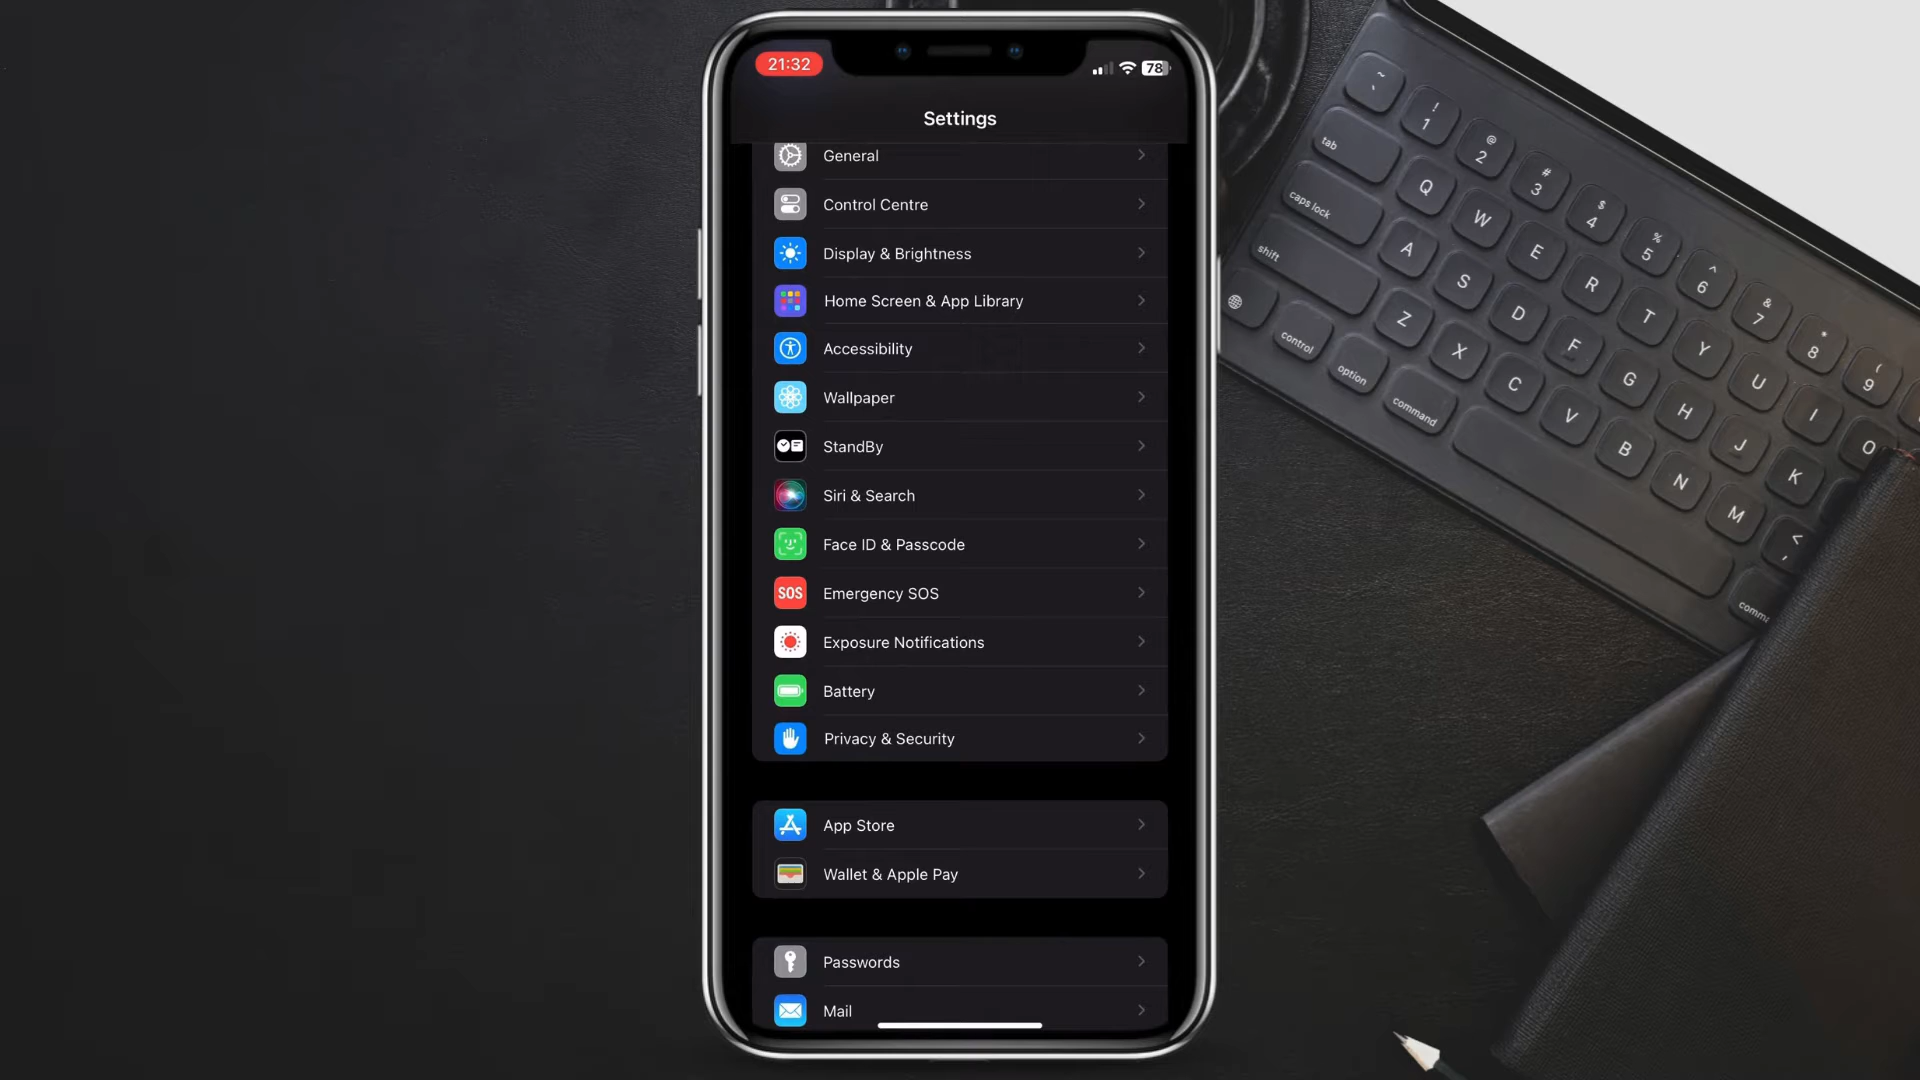 21:32
78
Settings
General
Control Centre
Display & Brightness
Home Screen & App Library
Accessibility
Wallpaper
StandBy
Siri & Search
Face ID & Passcode
SOS Emergency SOS
Exposure Notifications
Battery
Privacy & Security
App Store
Wallet & Apple Pay
Passwords
Mail
~ `
! 1
@ 2
# 3
$ 4
% 5
^ 6
& 7
* 8
( 9
tab
Q W E R T Y U I O
caps lock
A S D F G H J K
shift
Z X C V B N M < ,
control
option
command